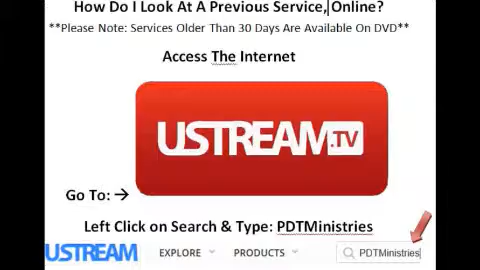 How Do I Look At A Previous Service, Online?
**Please Note: Services Older Than 30 Days Are Available On DVD**
Access The Internet
USTREAM.TV
Go To: →
Left Click on Search & Type: PDTMinistries
USTREAM EXPLORE PRODUCTS PDTMinistries